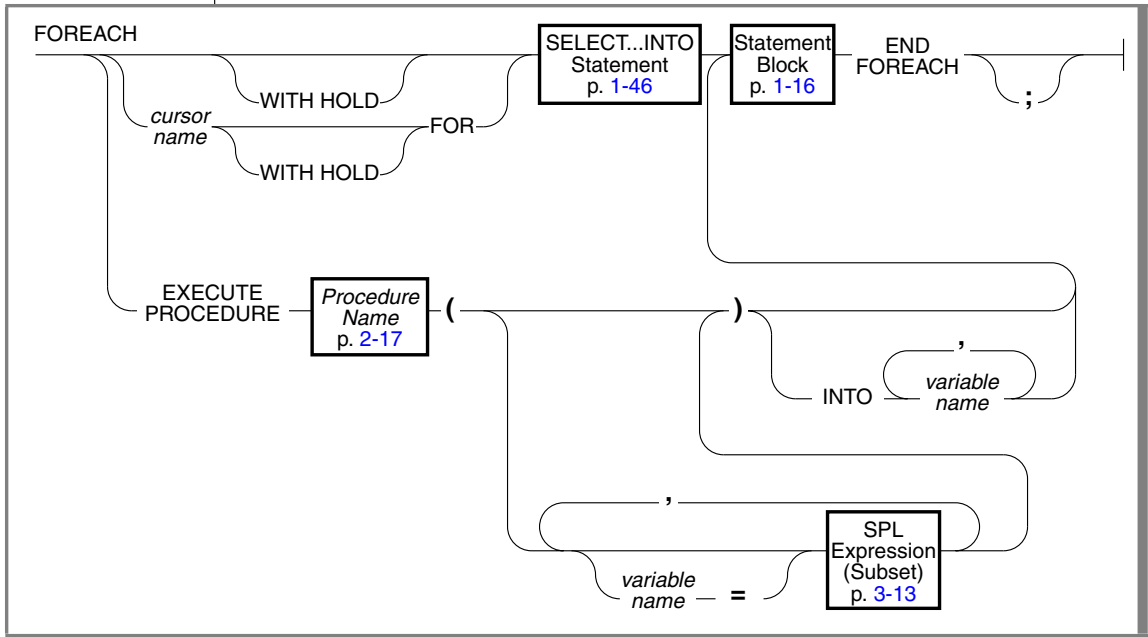 FOREACH
SELECT...INTO
Statement
p. 1-46
Statement
Block
p. 1-16
END
FOREACH
;
WITH HOLD
cursor
name
FOR
WITH HOLD
EXECUTE
PROCEDURE
Procedure
Name
p. 2-17
(
)
INTO
,
variable
name
,
variable
name
=
SPL
Expression
(Subset)
p. 3-13